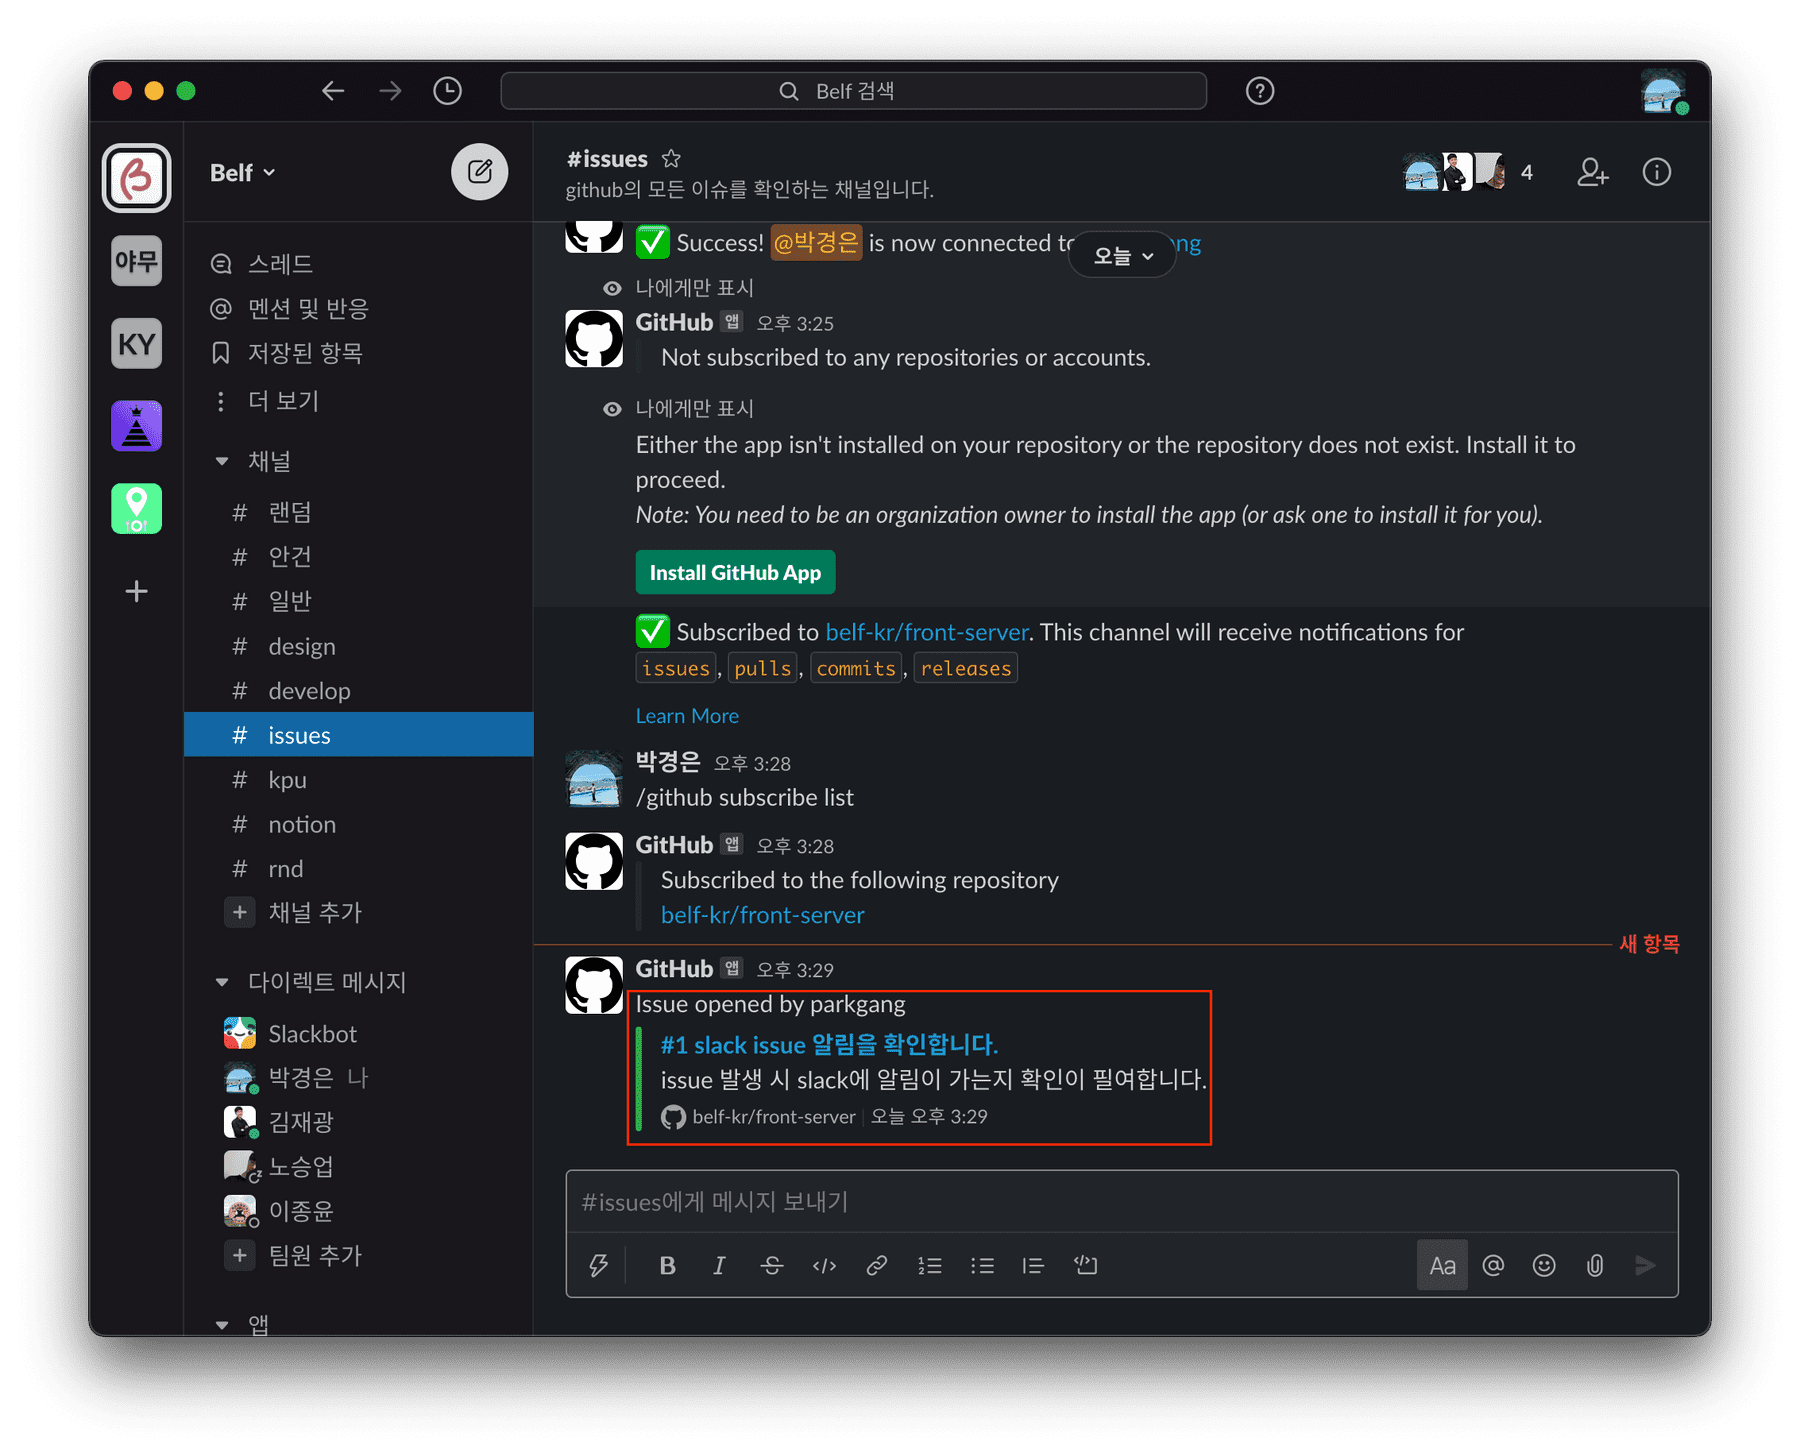 Belf 검색
야무
KY
Belf
스레드
멘션 및 반응
저장된 항목
더 보기
채널
# 랜덤
# 안건
# 일반
# design
# develop
# issues
# kpu
# notion
# rnd
+ 채널 추가
다이렉트 메시지
Slackbot
박경은 나
김재광
노승업
이종윤
+ 팀원 추가
앱
#issues
github의 모든 이슈를 확인하는 채널입니다.
4
Success! @박경은 is now connected to ng
오늘
나에게만 표시
GitHub 앱 오후 3:25
Not subscribed to any repositories or accounts.
나에게만 표시
Either the app isn't installed on your repository or the repository does not exist. Install it to
proceed.
Note: You need to be an organization owner to install the app (or ask one to install it for you).
Install GitHub App
Subscribed to belf-kr/front-server. This channel will receive notifications for
issues, pulls, commits, releases
Learn More
박경은 오후 3:28
/github subscribe list
GitHub 앱 오후 3:28
Subscribed to the following repository
belf-kr/front-server
새 항목
GitHub 앱 오후 3:29
Issue opened by parkgang
#1 slack issue 알림을 확인합니다.
issue 발생 시 slack에 알림이 가는지 확인이 필여합니다.
belf-kr/front-server 오늘 오후 3:29
#issues에게 메시지 보내기
B I S Aa @